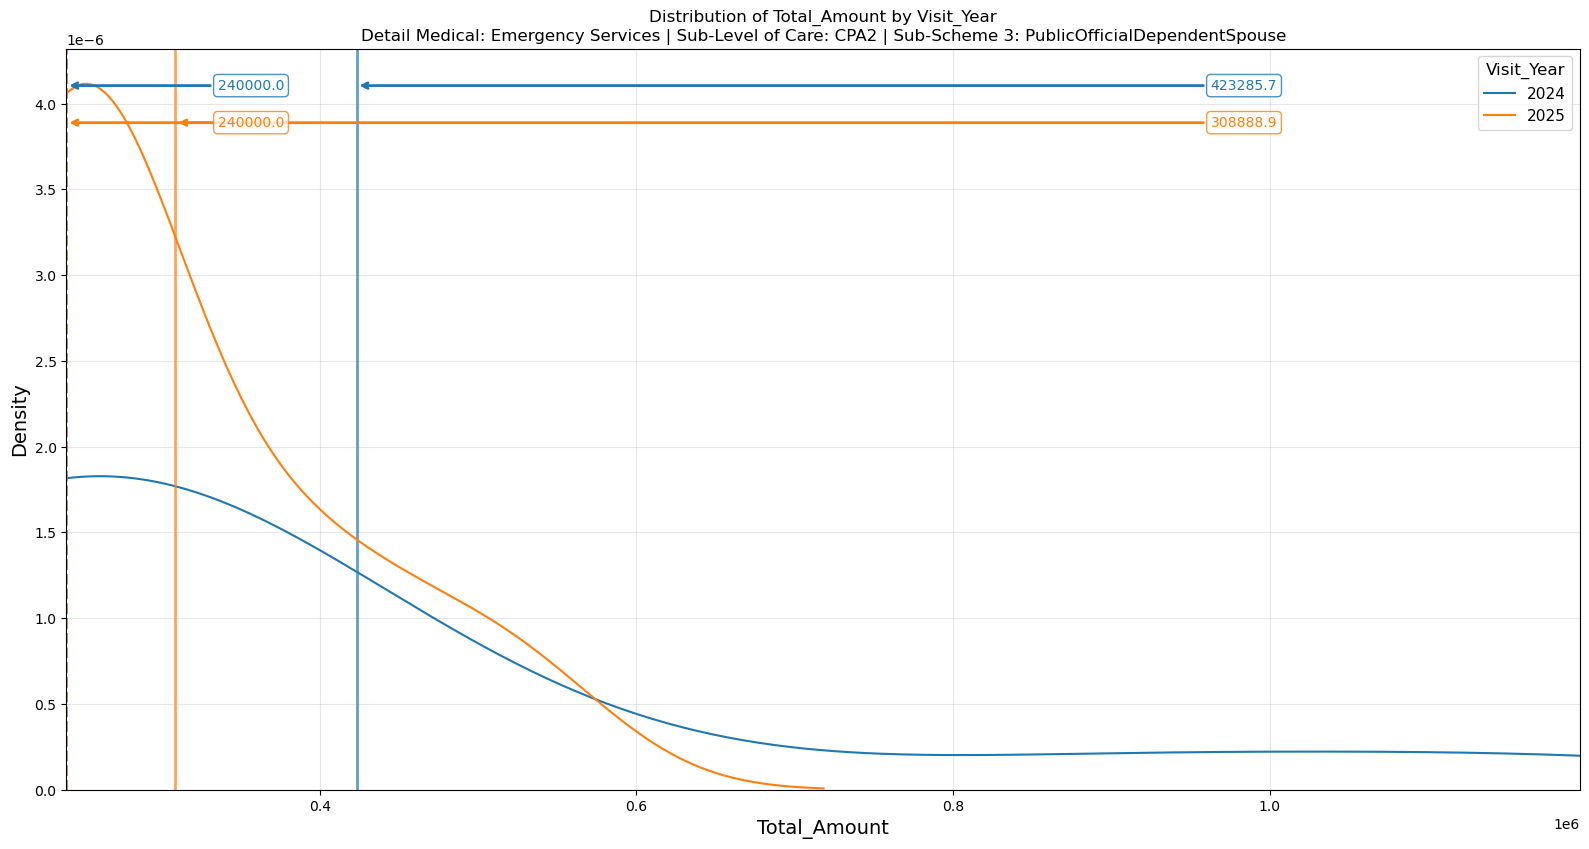 Distribution of Total_Amount by Visit_Year
Detail Medical: Emergency Services | Sub-Level of Care: CPA2 | Sub-Scheme 3: PublicOfficialDependentSpouse
1e−6
240000.0
423285.7
240000.0
308888.9
Visit_Year
2024
2025
4.0
3.5
3.0
2.5
2.0
1.5
1.0
0.5
0.0
Density
0.4
0.6
0.8
1.0
1e6
Total_Amount